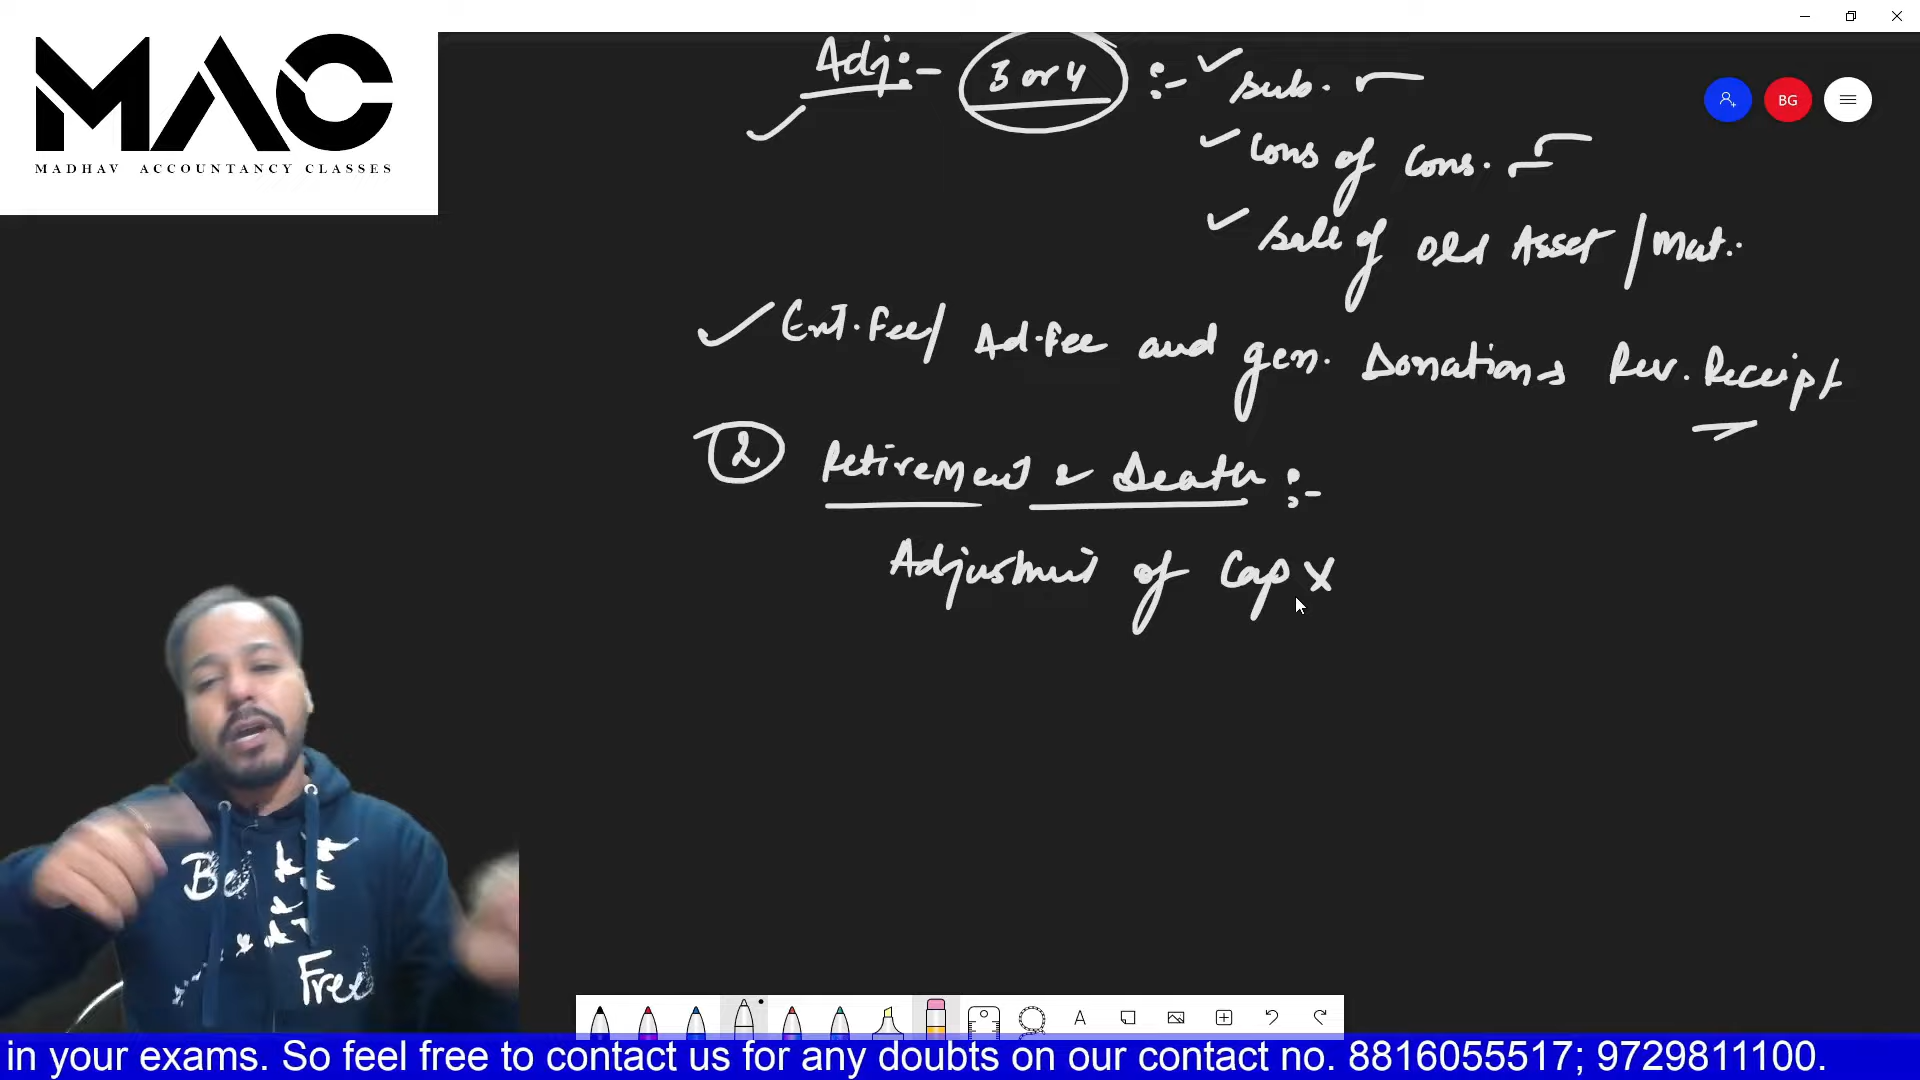 MAC
MADHAV ACCOUNTANCY CLASSES
Adj:- 3 or 4 :- Sub.
Cons of Cons.
Sale of Old Asset / Mat.
Ent. Fee / Ad. Fee and gen. Donations Rev. Receipt
BG
2 Retirement & Death :-
Adjustment of Cap X
Be
Free
A
in your exams. So feel free to contact us for any doubts on our contact no. 8816055517; 9729811100.